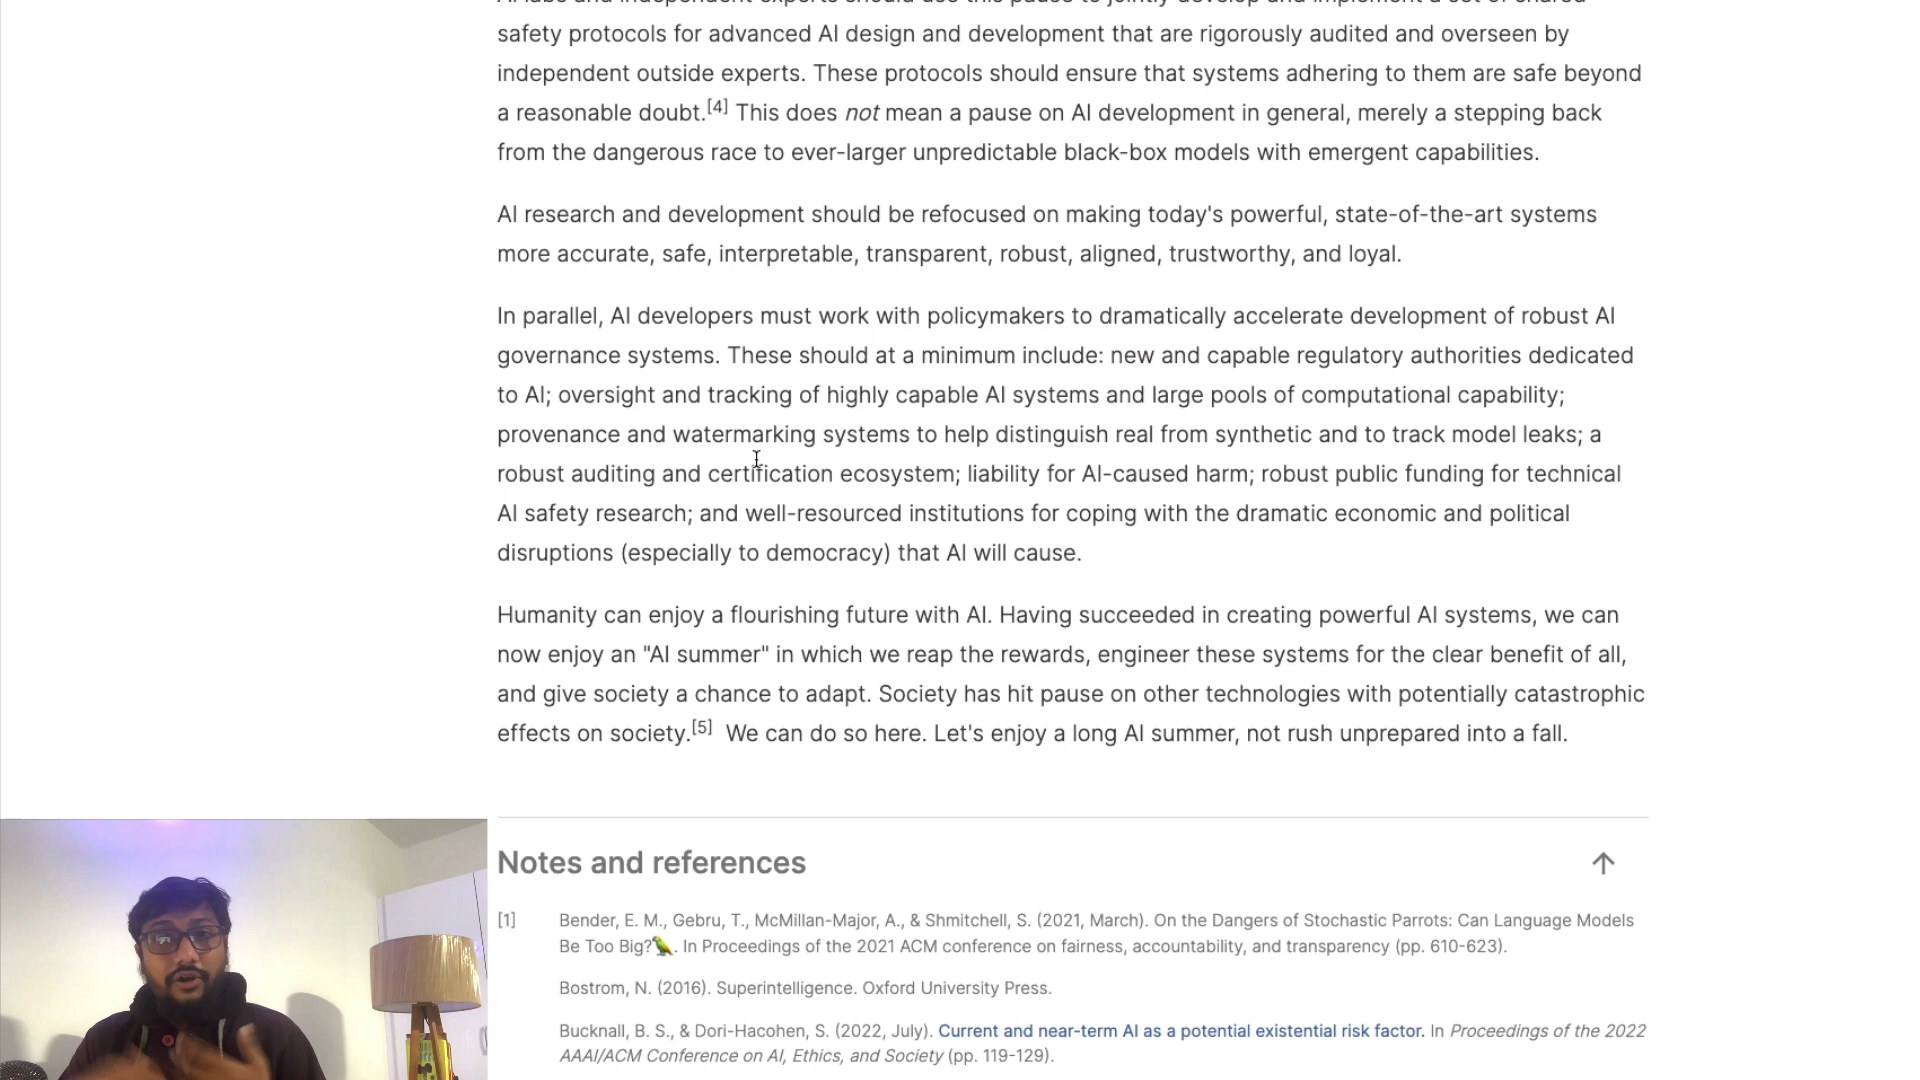 safety protocols for advanced AI design and development that are rigorously audited and overseen by
independent outside experts. These protocols should ensure that systems adhering to them are safe beyond
a reasonable doubt.[4] This does not mean a pause on AI development in general, merely a stepping back
from the dangerous race to ever-larger unpredictable black-box models with emergent capabilities.
AI research and development should be refocused on making today's powerful, state-of-the-art systems
more accurate, safe, interpretable, transparent, robust, aligned, trustworthy, and loyal.
In parallel, AI developers must work with policymakers to dramatically accelerate development of robust AI
governance systems. These should at a minimum include: new and capable regulatory authorities dedicated
to AI; oversight and tracking of highly capable AI systems and large pools of computational capability;
provenance and watermarking systems to help distinguish real from synthetic and to track model leaks; a
robust auditing and certification ecosystem; liability for AI-caused harm; robust public funding for technical
AI safety research; and well-resourced institutions for coping with the dramatic economic and political
disruptions (especially to democracy) that AI will cause.
Humanity can enjoy a flourishing future with AI. Having succeeded in creating powerful AI systems, we can
now enjoy an "AI summer" in which we reap the rewards, engineer these systems for the clear benefit of all,
and give society a chance to adapt. Society has hit pause on other technologies with potentially catastrophic
effects on society.[5] We can do so here. Let's enjoy a long AI summer, not rush unprepared into a fall.
Notes and references
[1] Bender, E. M., Gebru, T., McMillan-Major, A., & Shmitchell, S. (2021, March). On the Dangers of Stochastic Parrots: Can Language Models
Be Too Big?🦜. In Proceedings of the 2021 ACM conference on fairness, accountability, and transparency (pp. 610-623).
Bostrom, N. (2016). Superintelligence. Oxford University Press.
Bucknall, B. S., & Dori-Hacohen, S. (2022, July). Current and near-term AI as a potential existential risk factor. In Proceedings of the 2022
AAAI/ACM Conference on AI, Ethics, and Society (pp. 119-129).